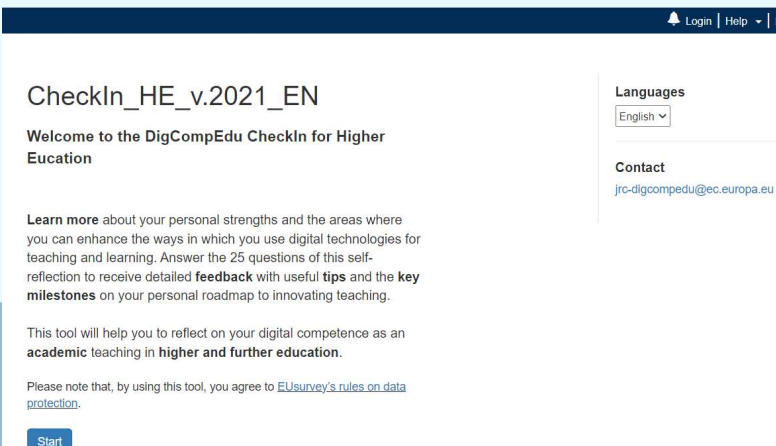 Login | Help
CheckIn_HE_v.2021_EN
Welcome to the DigCompEdu CheckIn for Higher
Eucation
Learn more about your personal strengths and the areas where
you can enhance the ways in which you use digital technologies for
teaching and learning. Answer the 25 questions of this self-
reflection to receive detailed feedback with useful tips and the key
milestones on your personal roadmap to innovating teaching.
This tool will help you to reflect on your digital competence as an
academic teaching in higher and further education.
Please note that, by using this tool, you agree to EUsurvey's rules on data
protection.
Start
Languages
English
Contact
jrc-digcompedu@ec.europa.eu